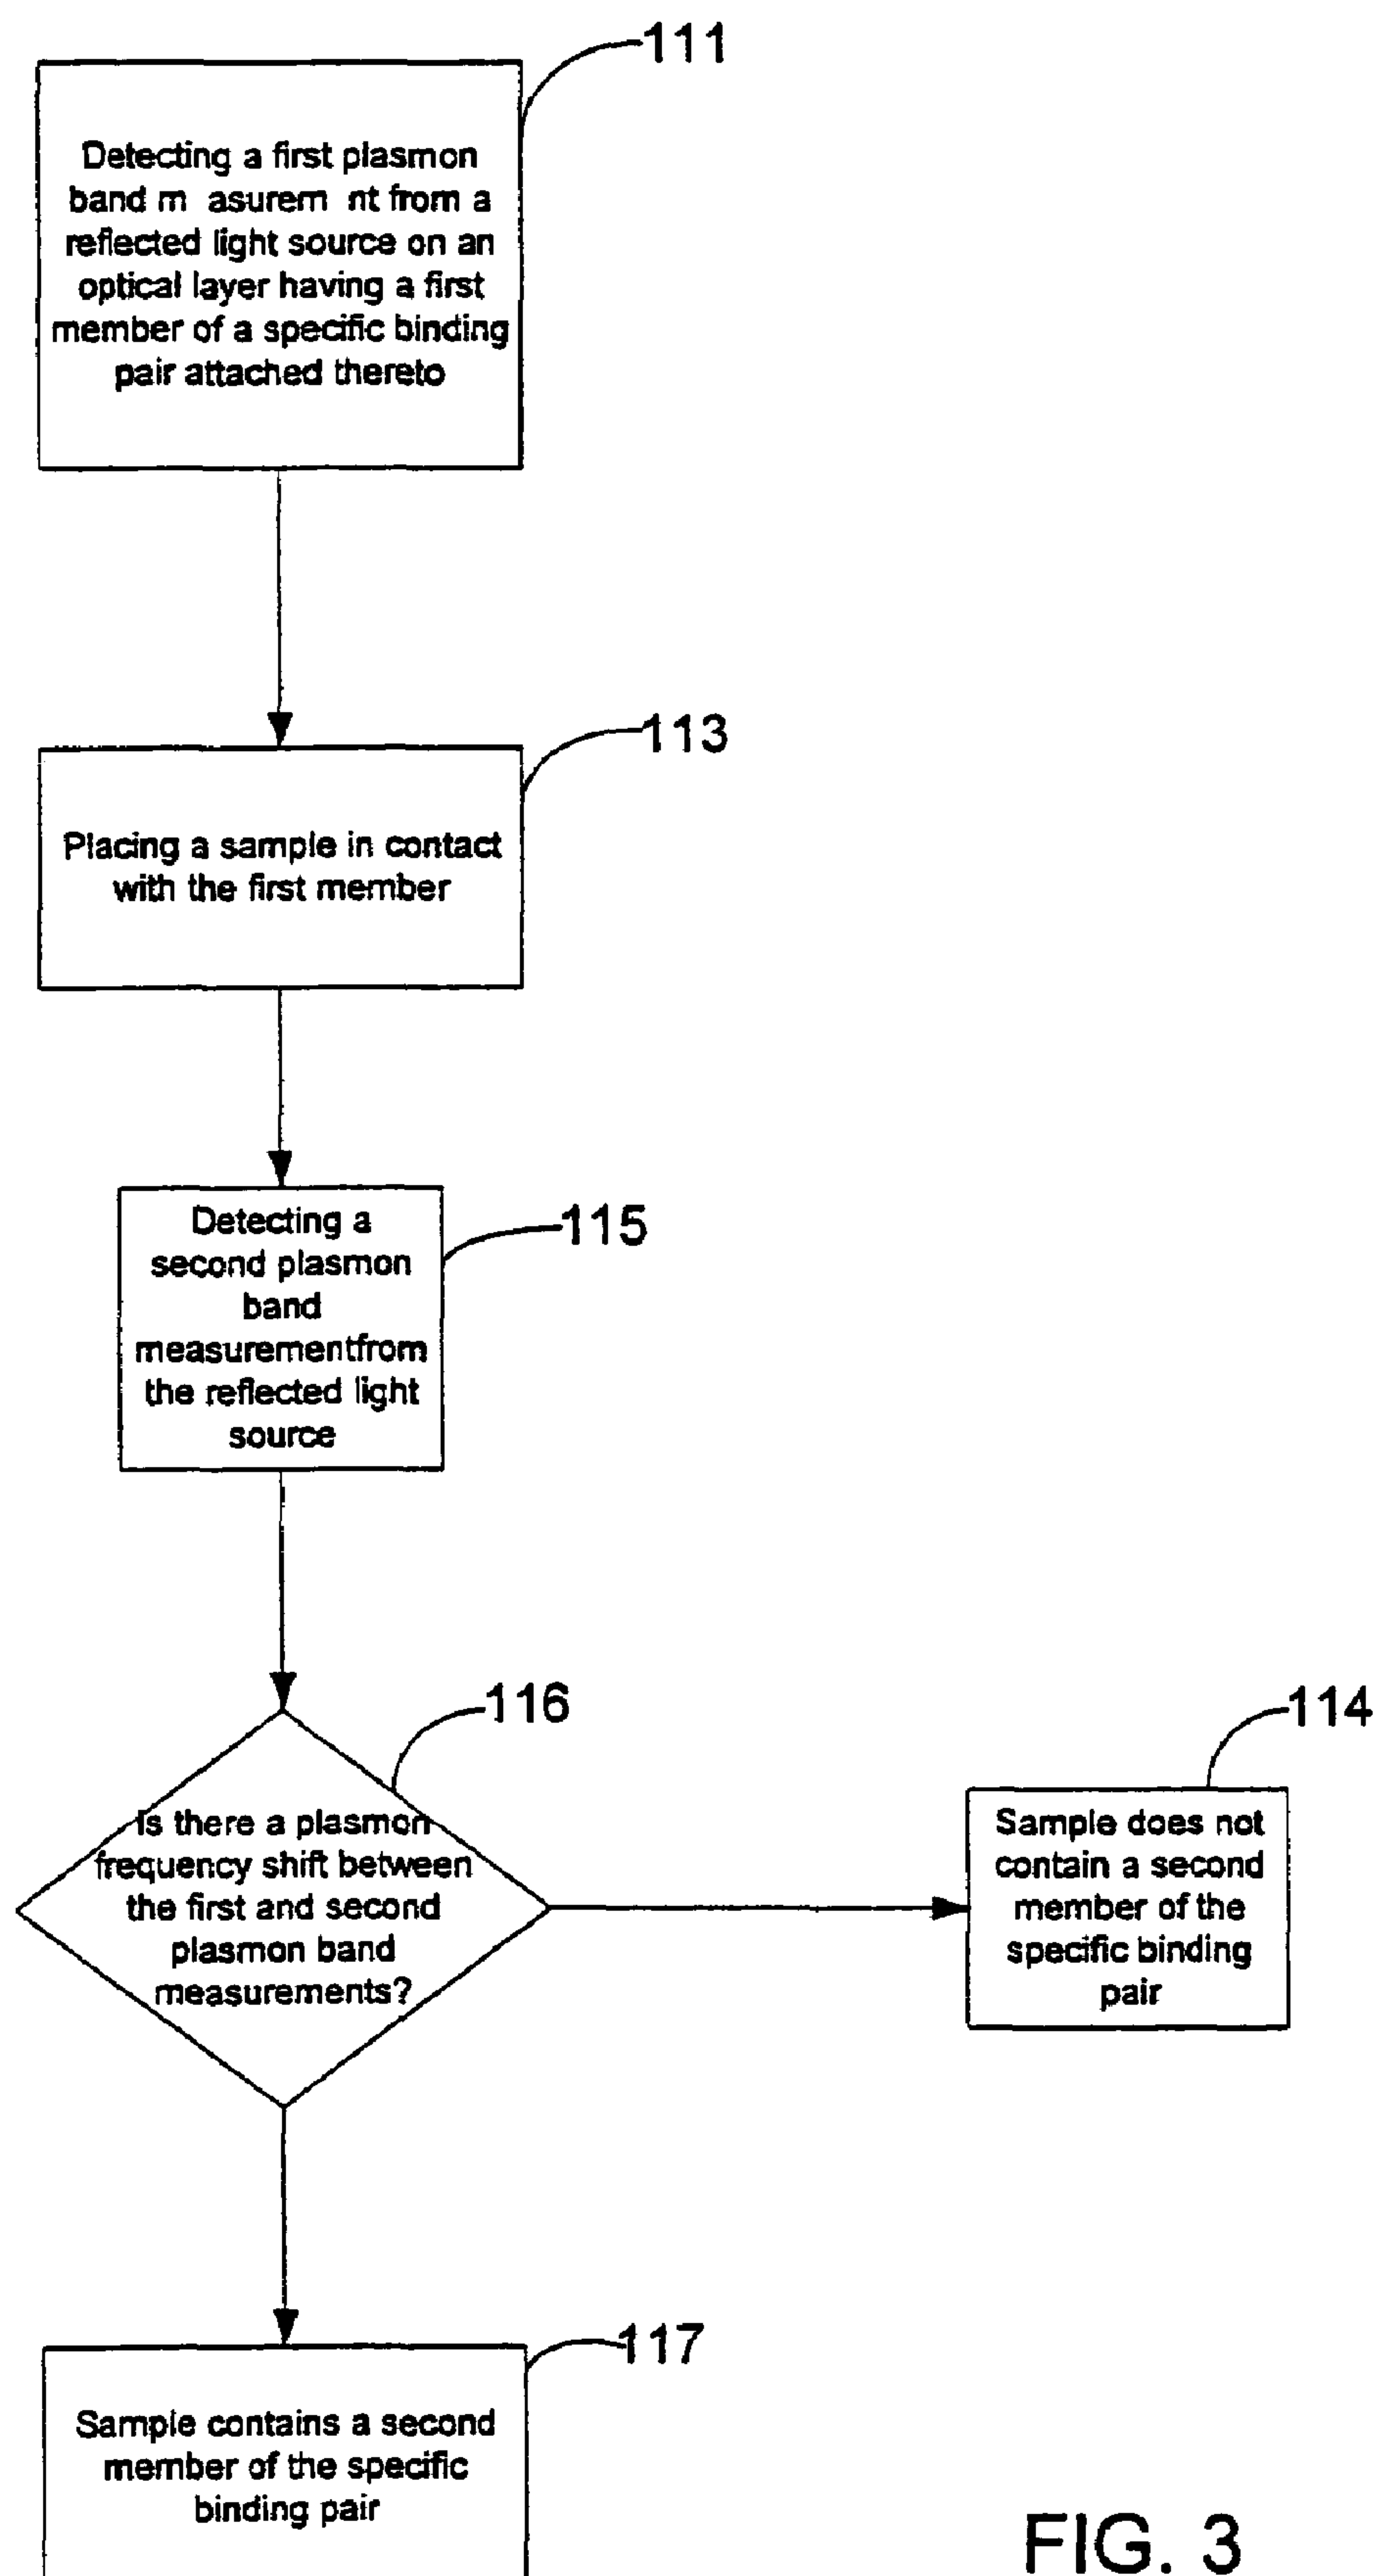 111
Detecting a first plasmon
band m asurem nt from a
reflected light source on an
optical layer having a first
member of a specific binding
pair attached thereto
113
Placing a sample in contact
with the first member
115
Detecting a
second plasmon
band
measurementfrom
the reflected light
source
116
Is there a plasmon
frequency shift between
the first and second
plasmon band
measurements?
114
Sample does not
contain a second
member of the
specific binding
pair
117
Sample contains a second
member of the specific
binding pair
FIG. 3